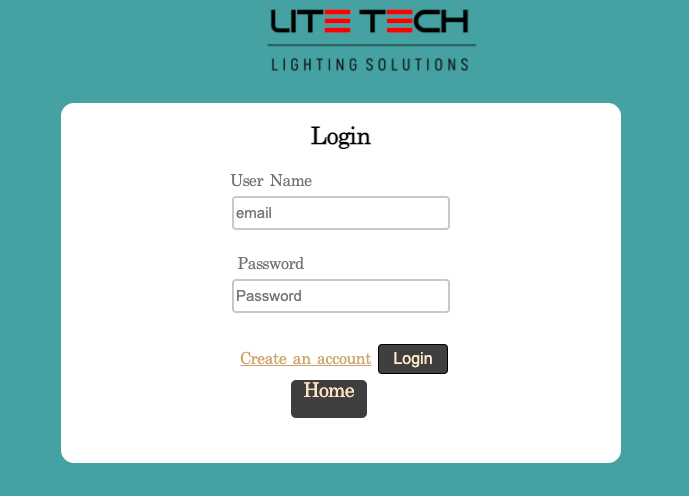 LITE TECH
LIGHTING SOLUTIONS
Login
User Name
email
Password
Password
Create an account Login
Home